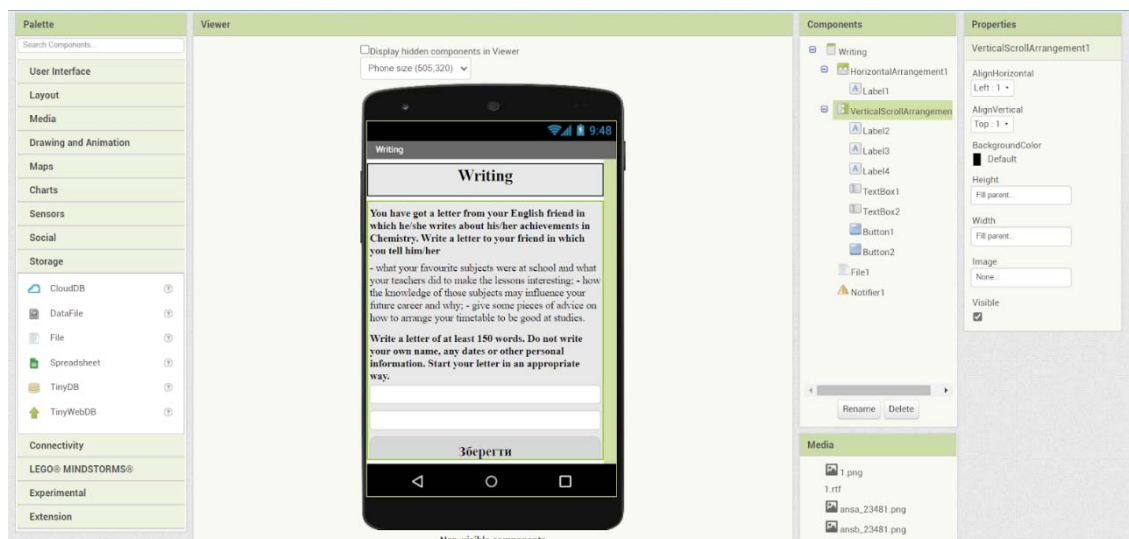 Palette
Search Components...
User Interface
Layout
Media
Drawing and Animation
Maps
Charts
Sensors
Social
Storage
CloudDB
DataFile
File
Spreadsheet
TinyDB
TinyWebDB
Connectivity
LEGO® MINDSTORMS®
Experimental
Extension
Viewer
Display hidden components in Viewer
Phone size (505,320)
9:48
Writing
Writing
You have got a letter from your English friend in
which he/she writes about his/her achievements in
Chemistry. Write a letter to your friend in which
you tell him/her
- what your favourite subjects were at school and what
your teachers did to make the lessons interesting; - how
the knowledge of those subjects may influence your
future career and why; - give some pieces of advice on
how to arrange your timetable to be good at studies.
Write a letter of at least 150 words. Do not write
your own name, any dates or other personal
information. Start your letter in an appropriate
way.
Зберегти
Components
Writing
HorizontalArrangement1
Label1
VerticalScrollArrangemen
Label2
Label3
Label4
TextBox1
TextBox2
Button1
Button2
File1
Notifier1
Rename Delete
Media
1.png
1.rtf
ansa_23481.png
ansb_23481.png
Properties
VerticalScrollArrangement1
AlignHorizontal
Left : 1
AlignVertical
Top : 1
BackgroundColor
Default
Height
Fill parent...
Width
Fill parent...
Image
None...
Visible